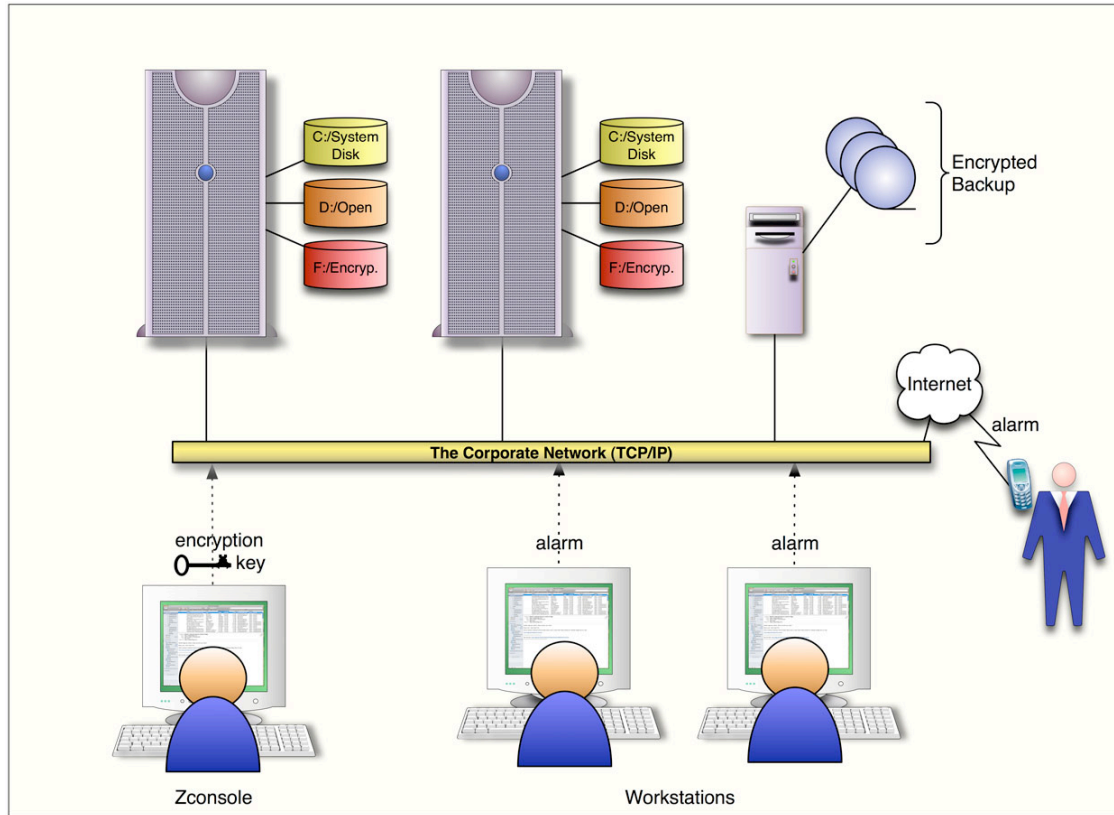 C:/System
Disk
D:/Open
F:/Encryp.
C:/System
Disk
D:/Open
F:/Encryp.
Encrypted
Backup
Internet
alarm
The Corporate Network (TCP/IP)
encryption
key
alarm
alarm
Zconsole
Workstations